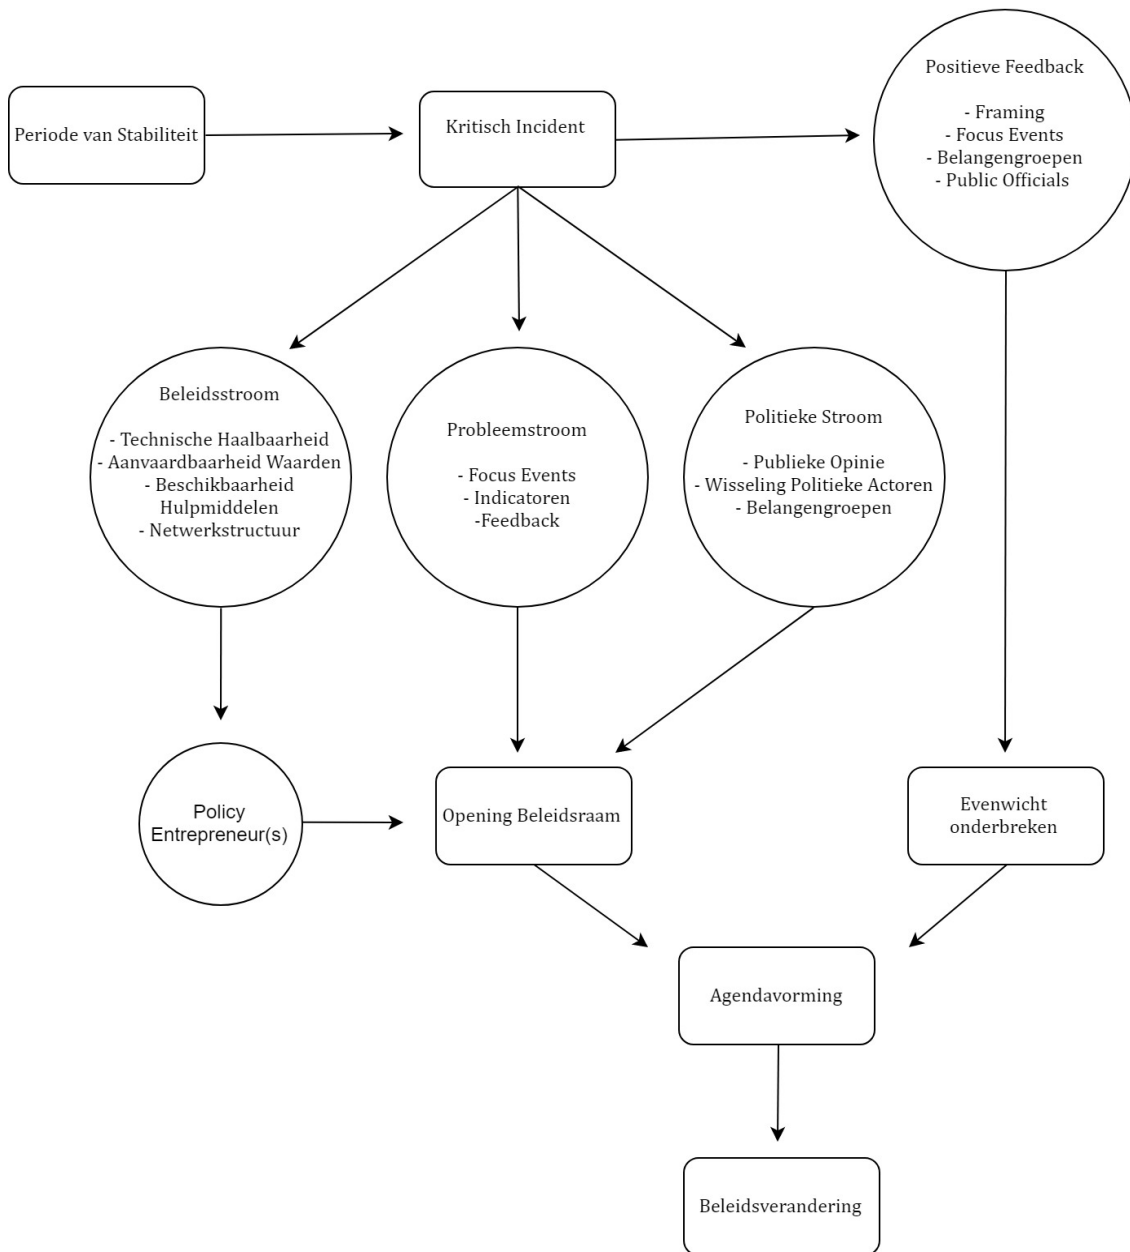 Periode van Stabiliteit
Kritisch Incident
Positieve Feedback
- Framing
- Focus Events
- Belangengroepen
- Public Officials
Beleidsstroom
- Technische Haalbaarheid
- Aanvaardbaarheid Waarden
- Beschikbaarheid
Hulpmiddelen
- Netwerkstructuur
Probleemstroom
- Focus Events
- Indicatoren
-Feedback
Politieke Stroom
- Publieke Opinie
- Wisseling Politieke Actoren
- Belangengroepen
Policy
Entrepreneur(s)
Opening Beleidsraam
Evenwicht
onderbreken
Agendavorming
Beleidsverandering